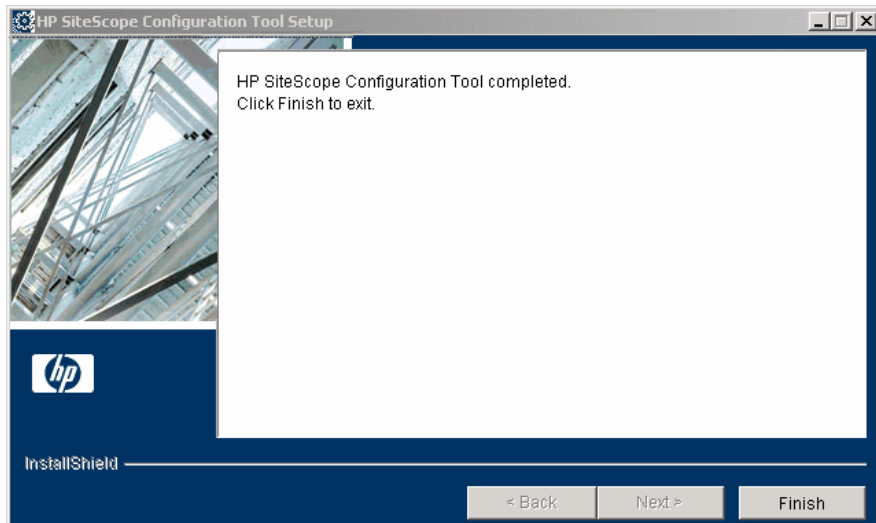 HP SiteScope Configuration Tool Setup
HP SiteScope Configuration Tool completed.
Click Finish to exit.
hp
InstallShield
< Back
Next >
Finish